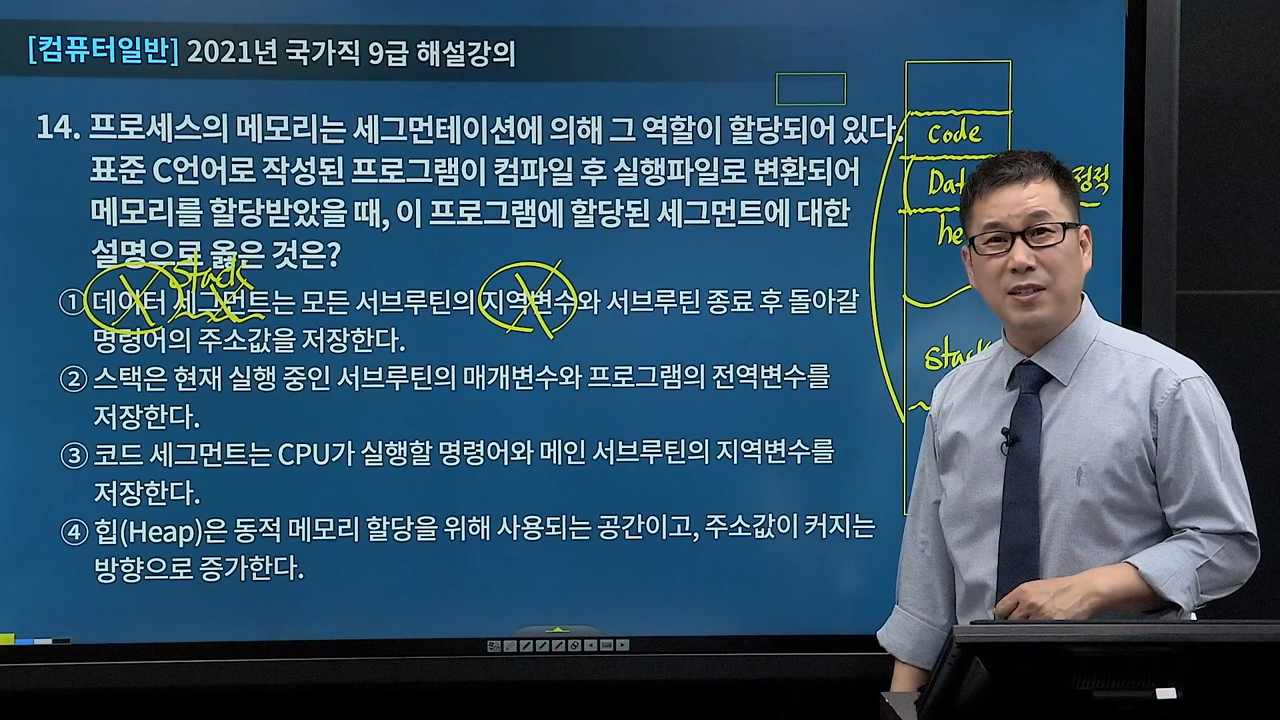 [컴퓨터일반] 2021년 국가직 9급 해설강의
14. 프로세스의 메모리는 세그먼테이션에 의해 그 역할이 할당되어 있다.
표준 C언어로 작성된 프로그램이 컴파일 후 실행파일로 변환되어
메모리를 할당받았을 때, 이 프로그램에 할당된 세그먼트에 대한
설명으로 옳은 것은?
stack
① 데이터 세그먼트는 모든 서브루틴의 지역변수와 서브루틴 종료 후 돌아갈
명령어의 주소값을 저장한다.
② 스택은 현재 실행 중인 서브루틴의 매개변수와 프로그램의 전역변수를
저장한다.
③ 코드 세그먼트는 CPU가 실행할 명령어와 메인 서브루틴의 지역변수를
저장한다.
④ 힙(Heap)은 동적 메모리 할당을 위해 사용되는 공간이고, 주소값이 커지는
방향으로 증가한다.
code
Dat
정적
he
stack